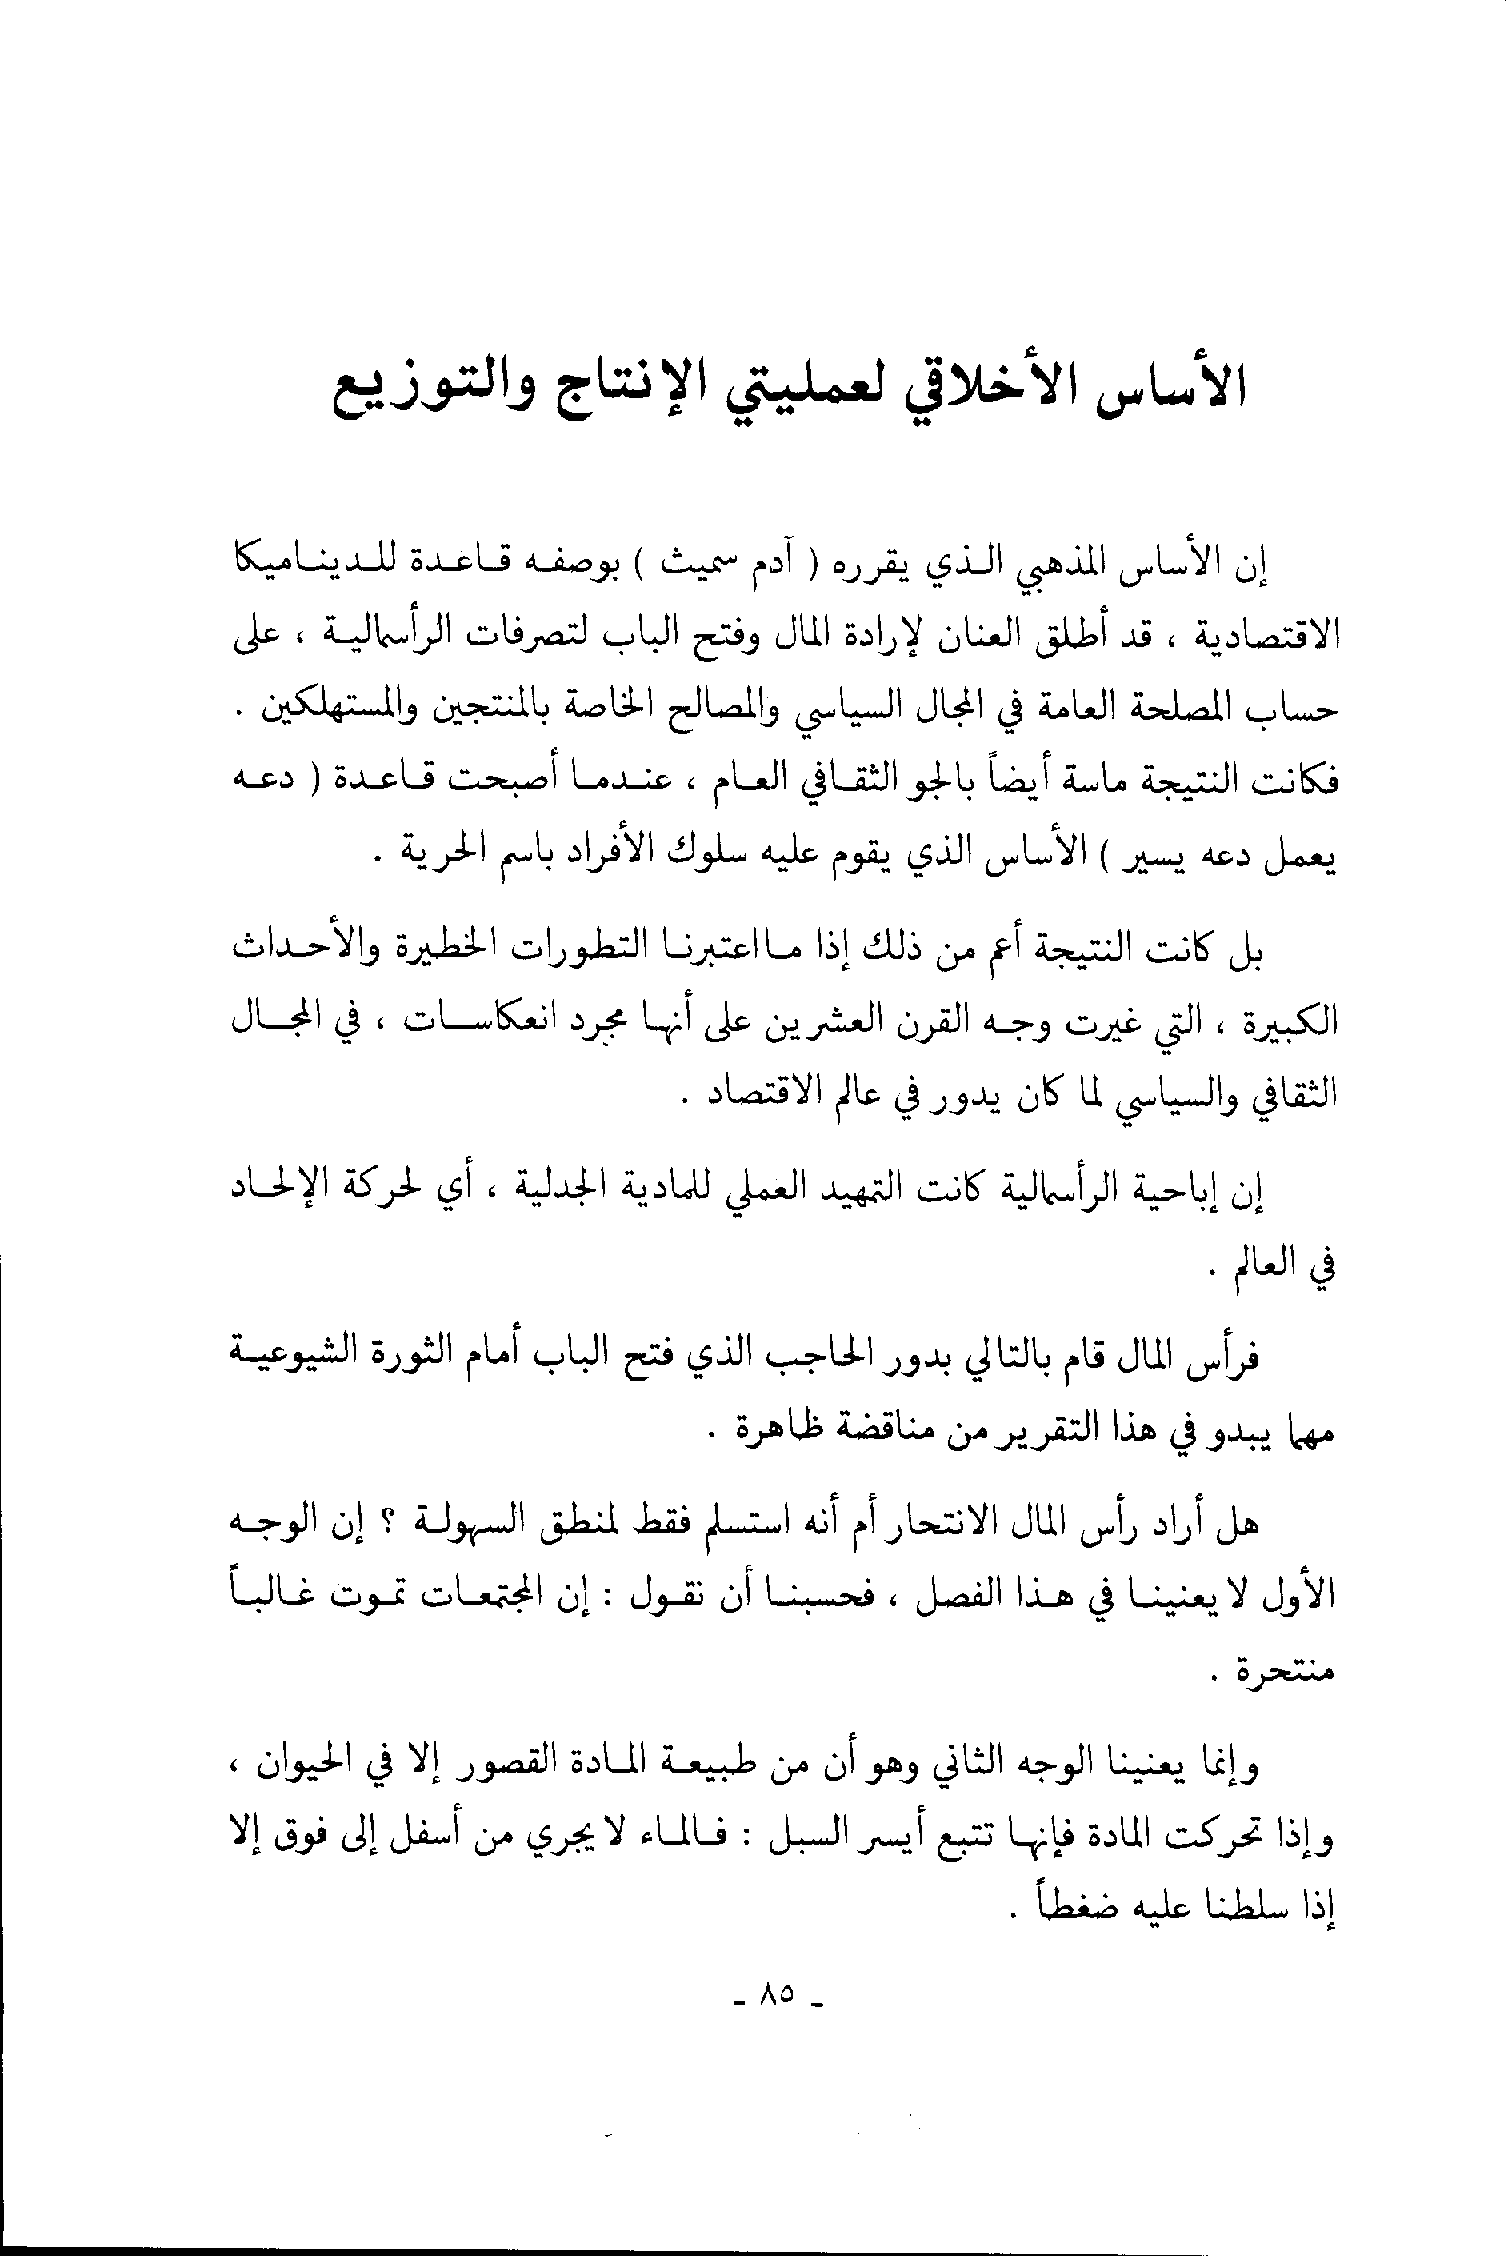 الأساس الأخلاقي لعمليتي الإنتاج والتوزيع
إن الأساس المذهبي الذي يقرره ( آدم سميث ) بوصفه قاعدة للديناميكا
الاقتصادية ، قد أطلق العنان لإرادة المال وفتح الباب لتصرفات الرأسمالية ، على
حساب المصلحة العامة في المجال السياسي والمصالح الخاصة بالمنتجين والمستهلكين .
فكانت النتيجة ماسة أيضاً بالجو الثقافي العام ، عندما أصبحت قاعدة ( دعه
يعمل دعه يسير ) الأساس الذي يقوم عليه سلوك الأفراد باسم الحرية .
بل كانت النتيجة أعم من ذلك إذا ما اعتبرنا التطورات الخطيرة والأحداث
الكبيرة ، التي غيرت وجه القرن العشرين على أنها مجرد انعكاسات ، في المجال
الثقافي والسياسي لما كان يدور في عالم الاقتصاد .
إن إباحية الرأسمالية كانت التمهيد العملي للمادية الجدلية ، أي لحركة الإلحاد
في العالم .
فرأس المال قام بالتالي بدور الحاجب الذي فتح الباب أمام الثورة الشيوعية
مهما يبدو في هذا التقرير من مناقضة ظاهرة .
هل أراد رأس المال الانتحار أم أنه استسلم فقط لمنطق السهولة ؟ إن الوجه
الأول لا يعنينا في هذا الفصل ، فحسبنا أن نقول : إن المجتمعات تموت غالباً
منتحرة .
وإنما يعنينا الوجه الثاني وهو أن من طبيعة المادة القصور إلا في الحيوان ،
وإذا تحركت المادة فإنها تتبع أيسر السبل : فالماء لا يجري من أسفل إلى فوق إلا
إذا سلطنا عليه ضغطاً .
- ٨٥ -